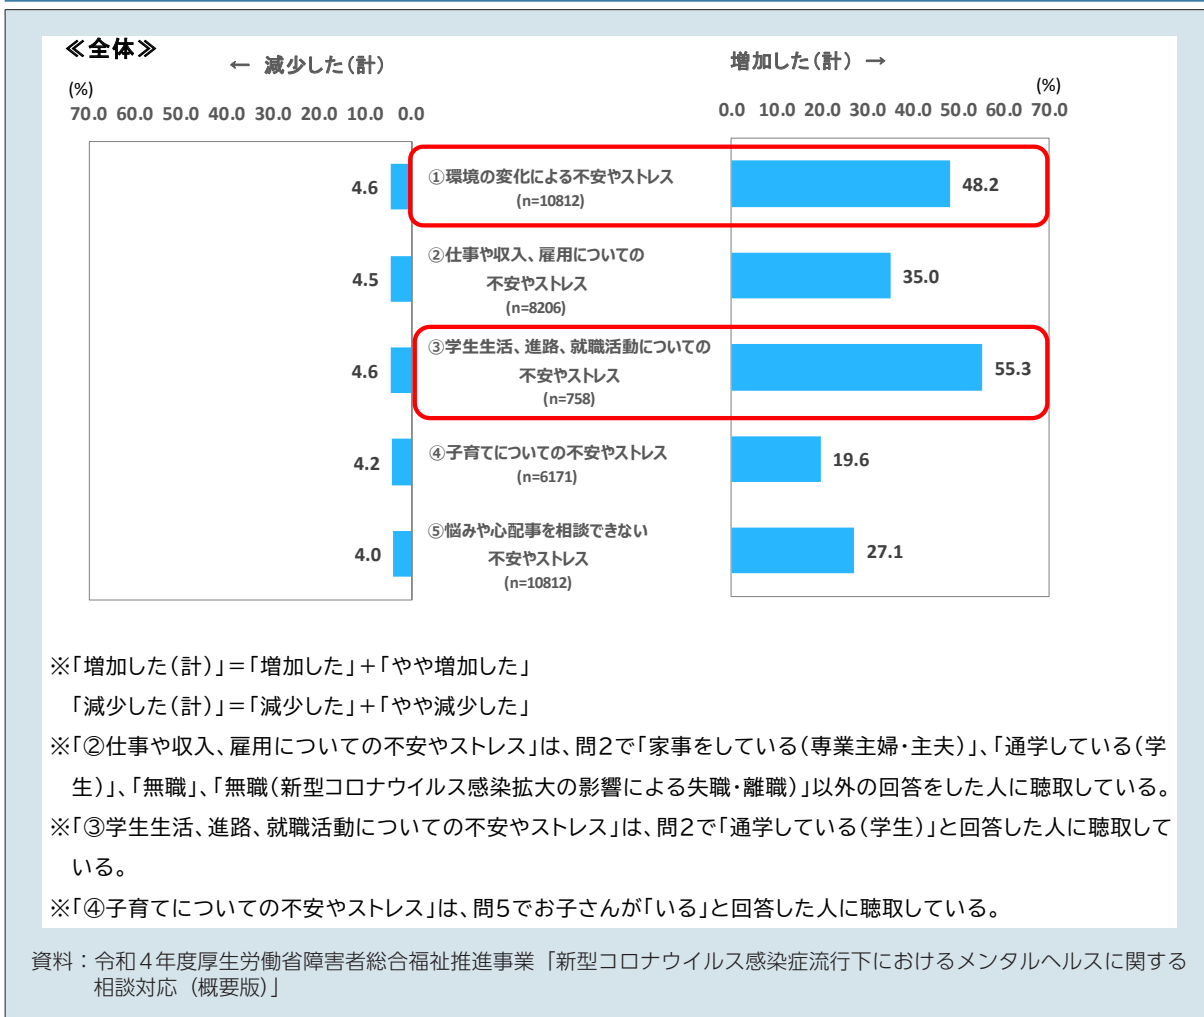 ≪全体≫
← 減少した(計)
増加した(計) →
(%)
(%)
70.0 60.0 50.0 40.0 30.0 20.0 10.0 0.0
0.0 10.0 20.0 30.0 40.0 50.0 60.0 70.0
4.6
①環境の変化による不安やストレス
(n=10812)
48.2
4.5
②仕事や収入、雇用についての
不安やストレス
(n=8206)
35.0
4.6
③学生生活、進路、就職活動についての
不安やストレス
(n=758)
55.3
4.2
④子育てについての不安やストレス
(n=6171)
19.6
4.0
⑤悩みや心配事を相談できない
不安やストレス
(n=10812)
27.1
※「増加した(計)」=「増加した」+「やや増加した」
「減少した(計)」=「減少した」+「やや減少した」
※「②仕事や収入、雇用についての不安やストレス」は、問2で「家事をしている(専業主婦・主夫)」、「通学している(学
生)」、「無職」、「無職(新型コロナウイルス感染拡大の影響による失職・離職)」以外の回答をした人に聴取している。
※「③学生生活、進路、就職活動についての不安やストレス」は、問2で「通学している(学生)」と回答した人に聴取して
いる。
※「④子育てについての不安やストレス」は、問5でお子さんが「いる」と回答した人に聴取している。
資料：令和4年度厚生労働省障害者総合福祉推進事業「新型コロナウイルス感染症流行下におけるメンタルヘルスに関する
相談対応(概要版)」